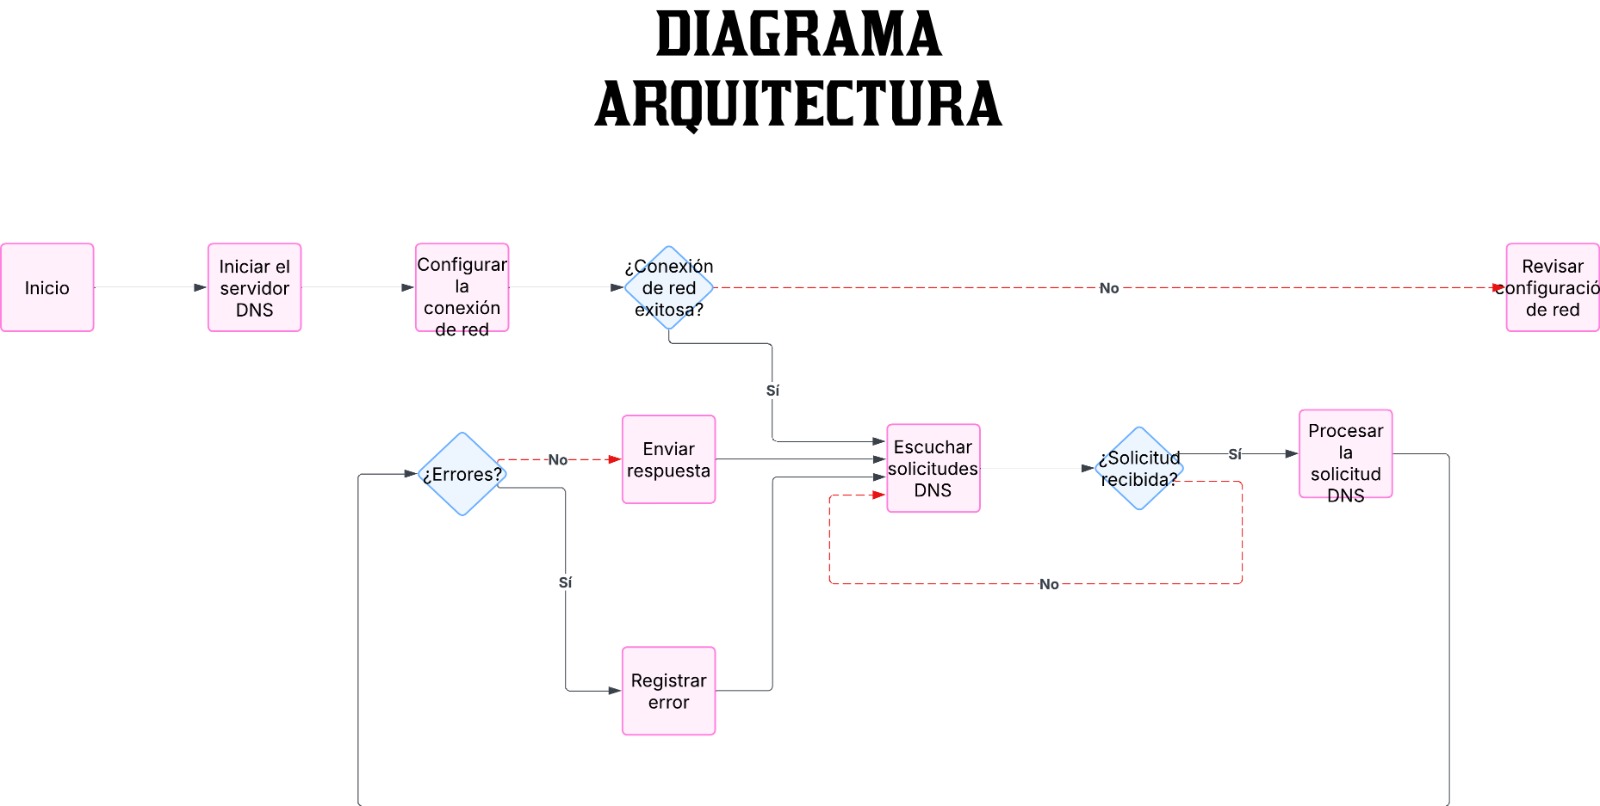 DIAGRAMA
ARQUITECTURA
Inicio
Iniciar el
servidor
DNS
Configurar
la
conexión
de red
¿Conexión
de red
exitosa?
No
Revisar
configuració
de red
Sí
¿Errores?
No
Enviar
respuesta
Escuchar
solicitudes
DNS
¿Solicitud
recibida?
Sí
Procesar
la
solicitud
DNS
Sí
No
Registrar
error